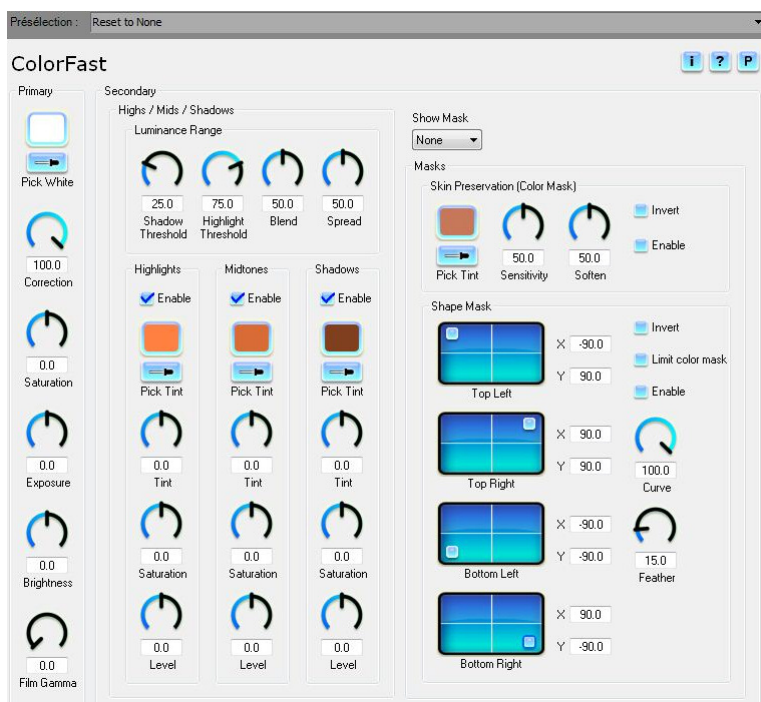 Présélection : Reset to None
ColorFast
i ? P
Primary
Pick White
100.0
Correction
0.0
Saturation
0.0
Exposure
0.0
Brightness
0.0
Film Gamma
Secondary
Highs / Mids / Shadows
Luminance Range
25.0 75.0 50.0 50.0
Shadow Threshold Highlight Threshold Blend Spread
Highlights
Enable
Pick Tint
0.0
Tint
0.0
Saturation
0.0
Level
Midtones
Enable
Pick Tint
0.0
Tint
0.0
Saturation
0.0
Level
Shadows
Enable
Pick Tint
0.0
Tint
0.0
Saturation
0.0
Level
Show Mask
None
Masks
Skin Preservation (Color Mask)
Pick Tint
50.0
Sensitivity
50.0
Soften
Invert
Enable
Shape Mask
X -90.0
Y 90.0
Top Left
X 90.0
Y 90.0
Top Right
X -90.0
Y -90.0
Bottom Left
X 90.0
Y -90.0
Bottom Right
Invert
Limit color mask
Enable
100.0
Curve
15.0
Feather